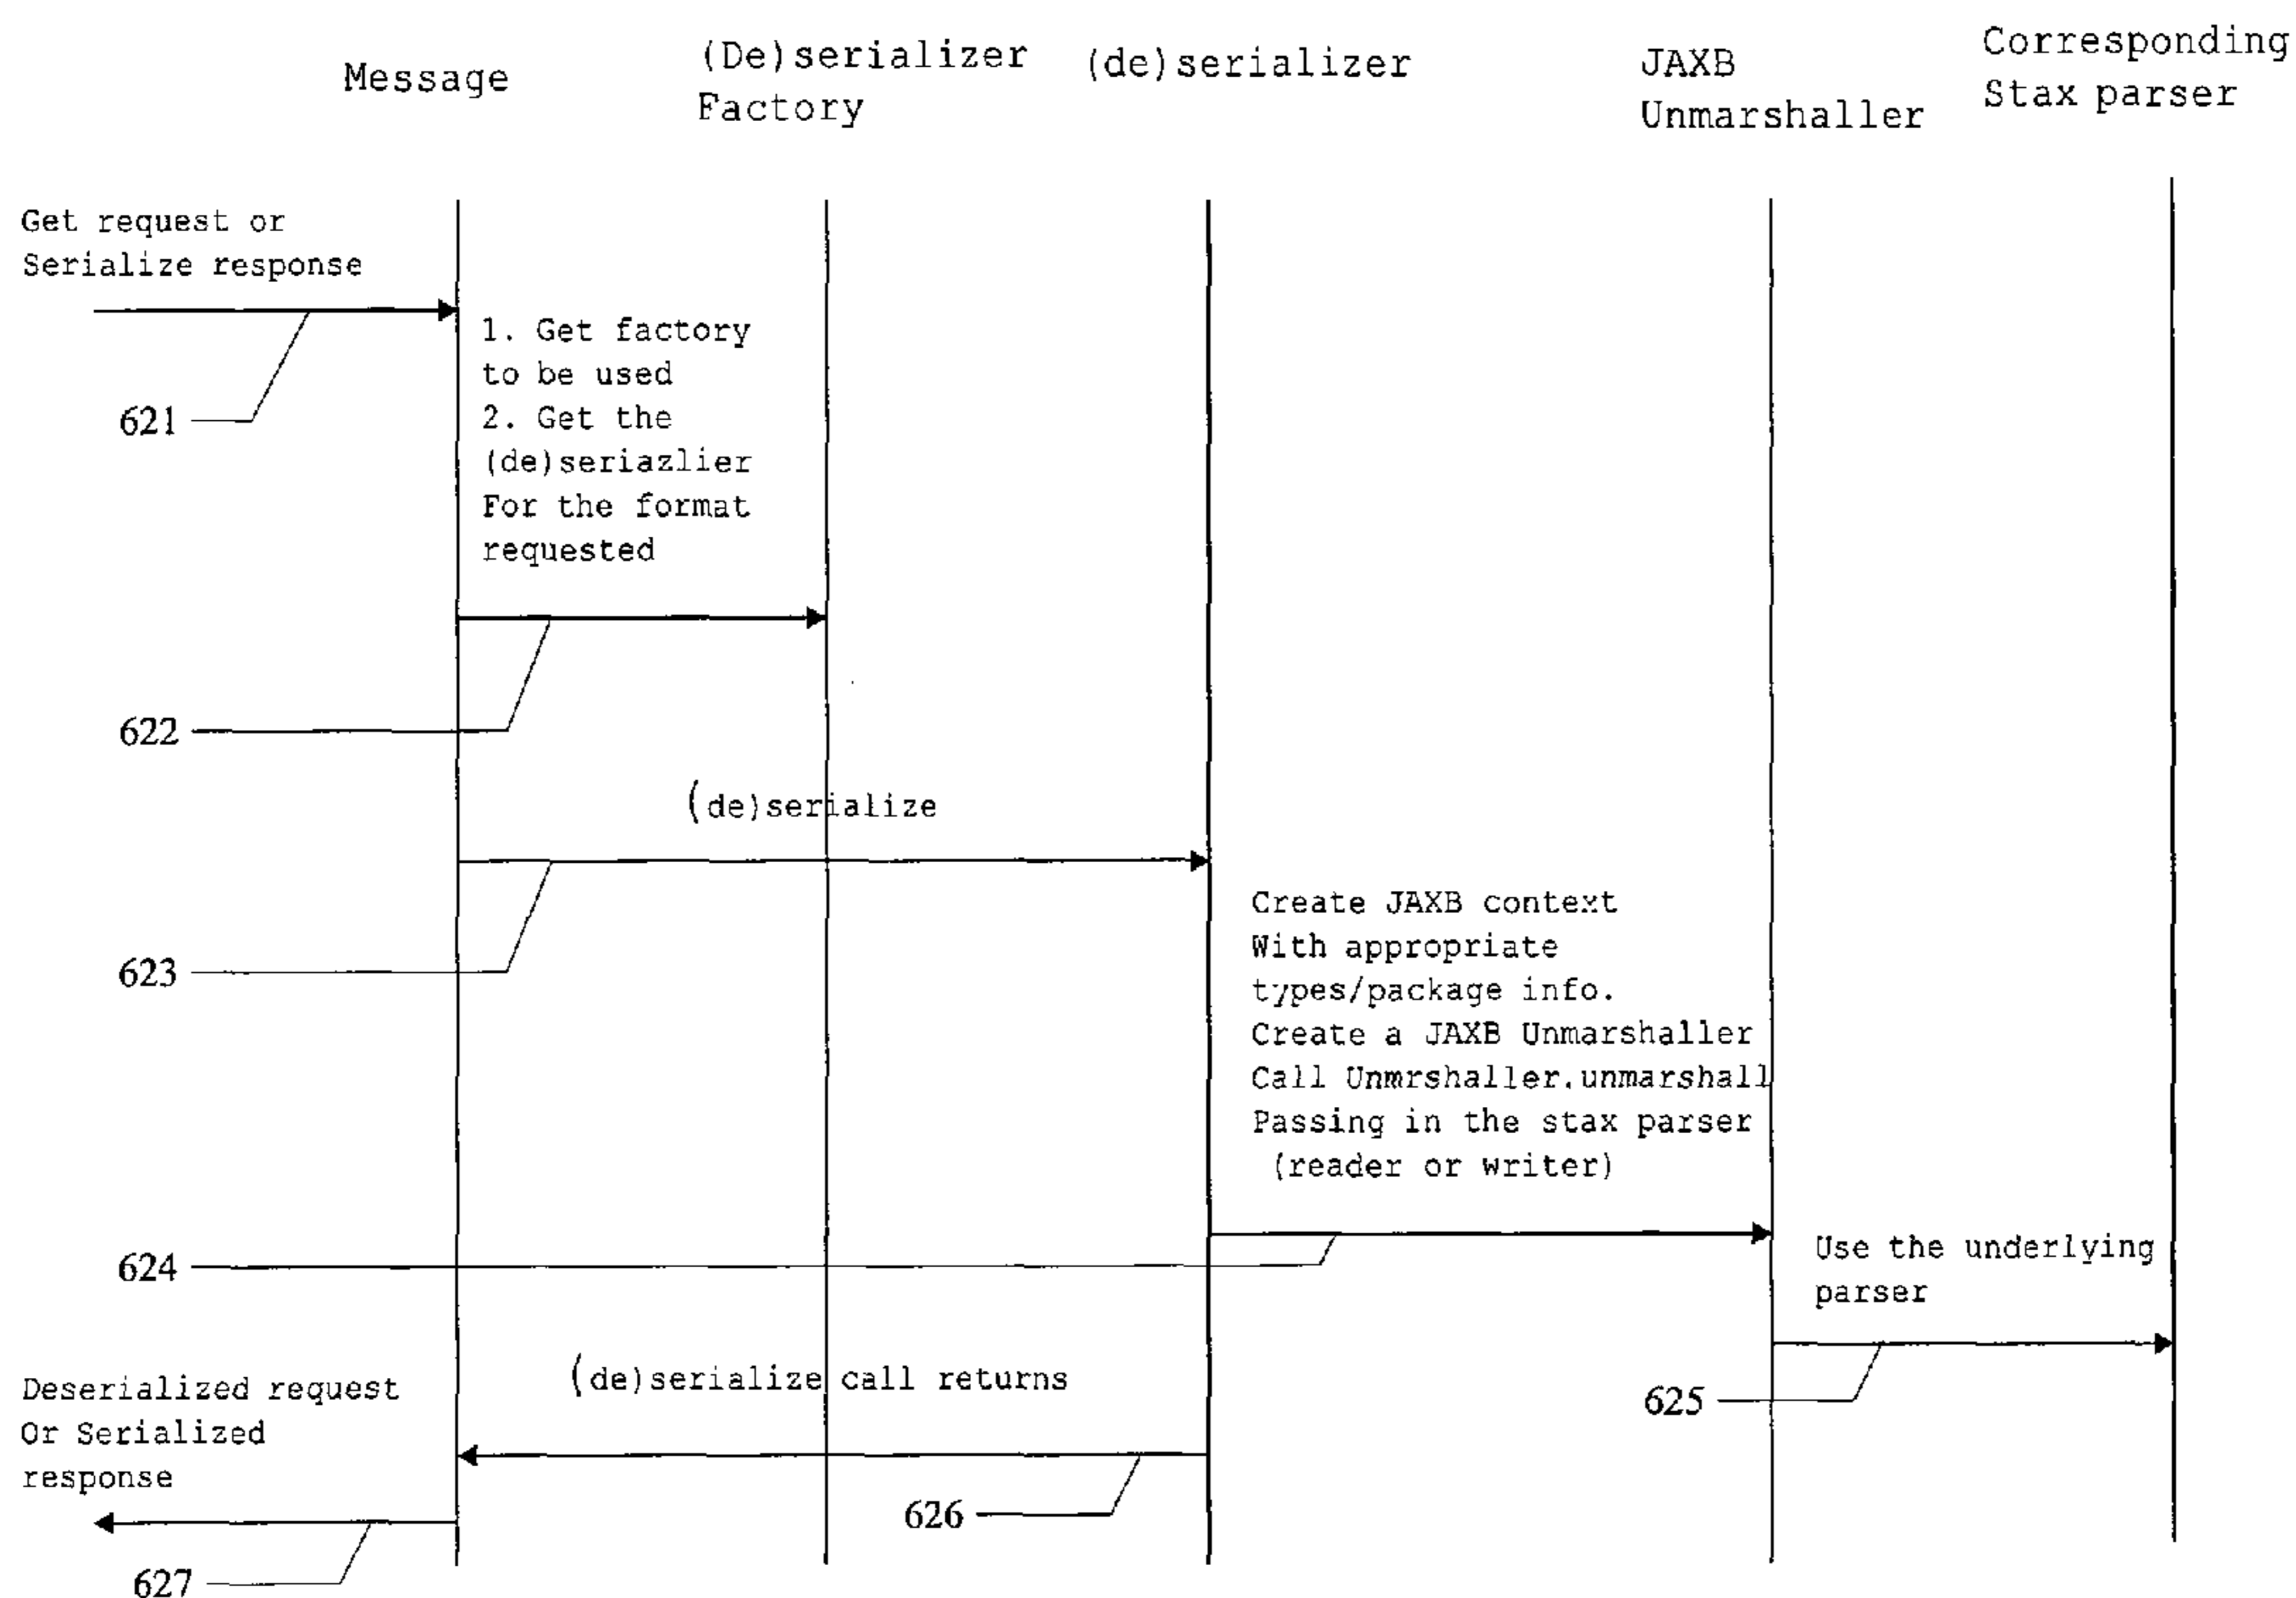 Message
(De)serializer
Factory
(de)serializer
JAXB
Unmarshaller
Corresponding
Stax parser
Get request or
Serialize response
621
1. Get factory
to be used
2. Get the
(de)seriazlier
For the format
requested
622
(de)serialize
623
Create JAXB context
With appropriate
types/package info.
Create a JAXB Unmarshaller
Call Unmrshaller.unmarshall
Passing in the stax parser
(reader or writer)
624
Use the underlying
parser
625
(de)serialize call returns
626
Deserialized request
Or Serialized
response
627